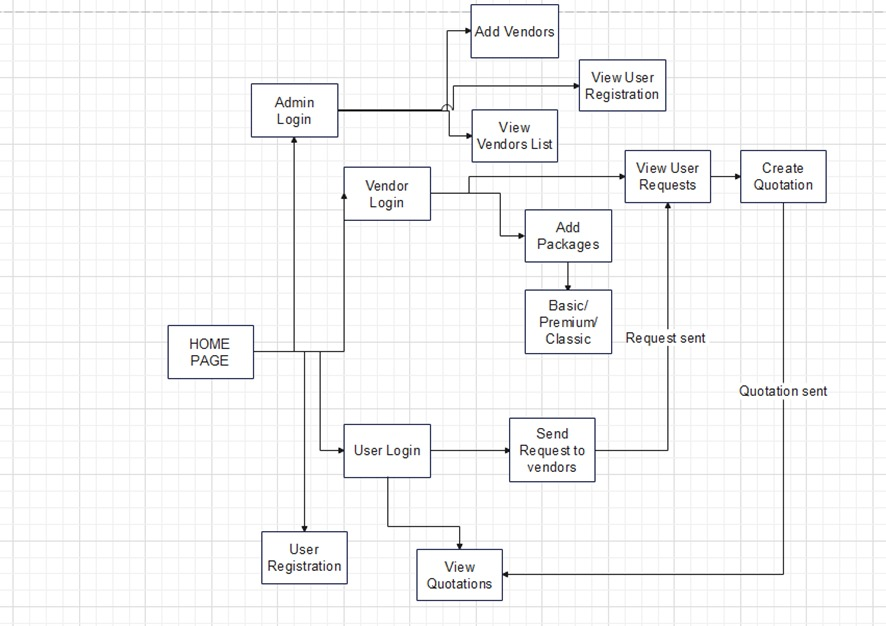 Add Vendors
View User
Registration
Admin
Login
View
Vendors List
View User
Requests
Create
Quotation
Vendor
Login
Add
Packages
Basic/
Premium/
Classic
HOME
PAGE
Request sent
Quotation sent
User Login
Send
Request to
vendors
User
Registration
View
Quotations